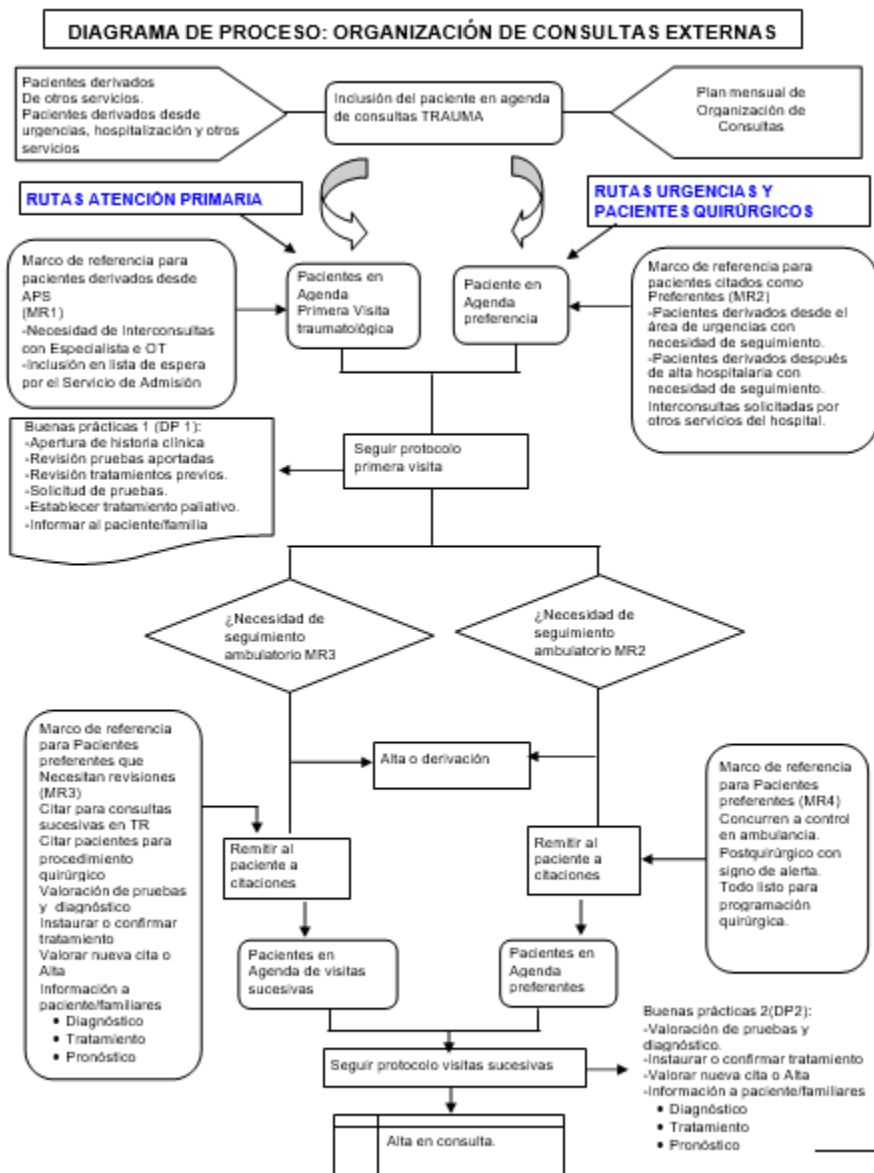 DIAGRAMA DE PROCESO: ORGANIZACIÓN DE CONSULTAS EXTERNAS
Pacientes derivados
De otros servicios.
Pacientes derivados desde
urgencias, hospitalización y otros
servicios
Inclusión del paciente en agenda
de consultas TRAUMA
Plan mensual de
Organización de
Consultas
RUTAS ATENCIÓN PRIMARIA
RUTAS URGENCIAS Y
PACIENTES QUIRÚRGICOS
Marco de referencia para
pacientes derivados desde
APS
(MR1)
-Necesidad de Interconsultas
con Especialista e OT
-Inclusión en lista de espera
por el Servicio de Admisión
Pacientes en
Agenda
Primera Visita
traumatológica
Paciente en
Agenda
preferencia
Marco de referencia para
pacientes citados como
Preferentes (MR2)
-Pacientes derivados desde el
área de urgencias con
necesidad de seguimiento.
-Pacientes derivados después
de alta hospitalaria con
necesidad de seguimiento.
Interconsultas solicitadas por
otros servicios del hospital.
Buenas prácticas 1 (DP 1):
-Apertura de historia clínica
-Revisión pruebas aportadas
-Revisión tratamientos previos.
-Solicitud de pruebas.
-Establecer tratamiento paliativo.
-Informar al paciente/familia
Seguir protocolo
primera visita
¿Necesidad de
seguimiento
ambulatorio MR3
¿Necesidad de
seguimiento
ambulatorio MR2
Marco de referencia
para Pacientes
preferentes que
Necesitan revisiones
(MR3)
Citar para consultas
sucesivas en TR
Citar pacientes para
procedimiento
quirúrgico
Valoración de pruebas
y diagnóstico
Instaurar o confirmar
tratamiento
Valorar nueva cita o
Alta
Información a
paciente/familiares
• Diagnóstico
• Tratamiento
• Pronóstico
Alta o derivación
Marco de referencia
para Pacientes
preferentes (MR4)
Concurren a control
en ambulancia.
Postquirúrgico con
signo de alerta.
Todo listo para
programación
quirúrgica.
Remitir al
paciente a
citaciones
Remitir al
paciente a
citaciones
Pacientes en
Agenda de visitas
sucesivas
Pacientes en
Agenda
preferentes
Buenas prácticas 2(DP2):
-Valoración de pruebas y
diagnóstico.
-Instaurar o confirmar tratamiento
-Valorar nueva cita o Alta
-Información a paciente/familiares
• Diagnóstico
• Tratamiento
• Pronóstico
Seguir protocolo visitas sucesivas
Alta en consulta.